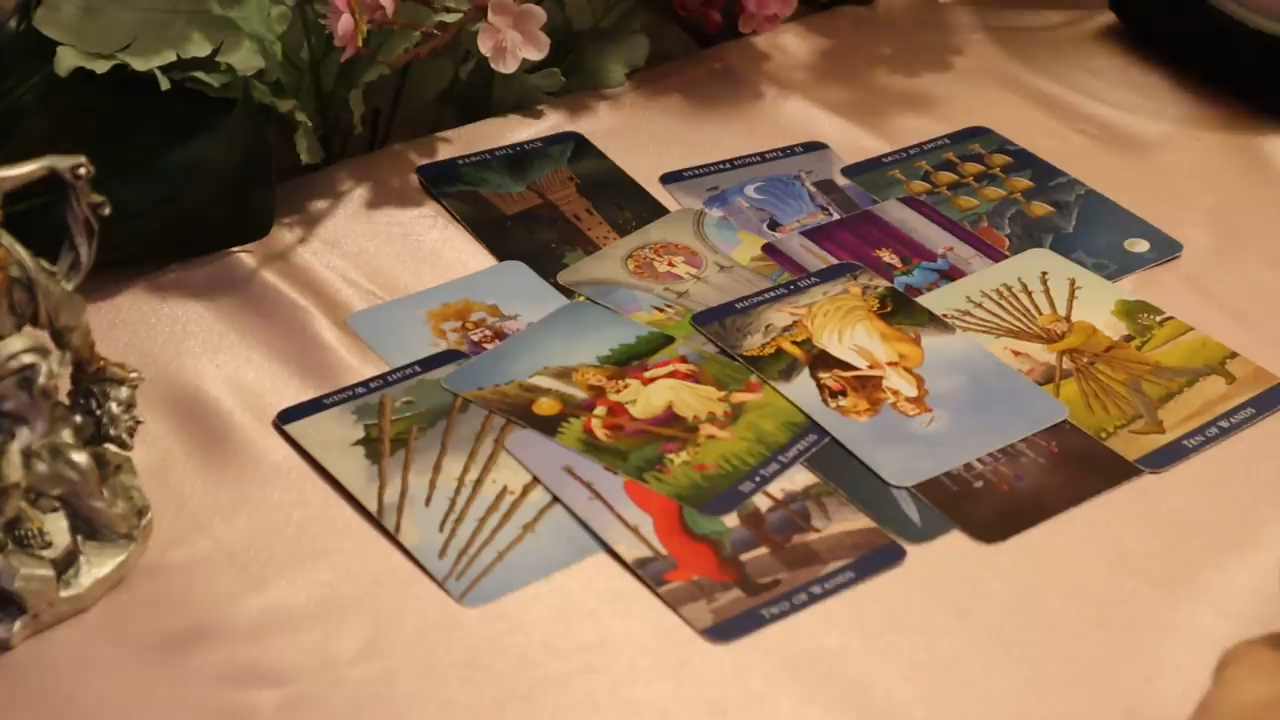 XVI • THE TOWER
II • THE HIGH PRIESTESS
EIGHT OF CUPS
VIII • STRENGTH
EIGHT OF WANDS
III • THE EMPRESS
TEN OF WANDS
TWO OF WANDS